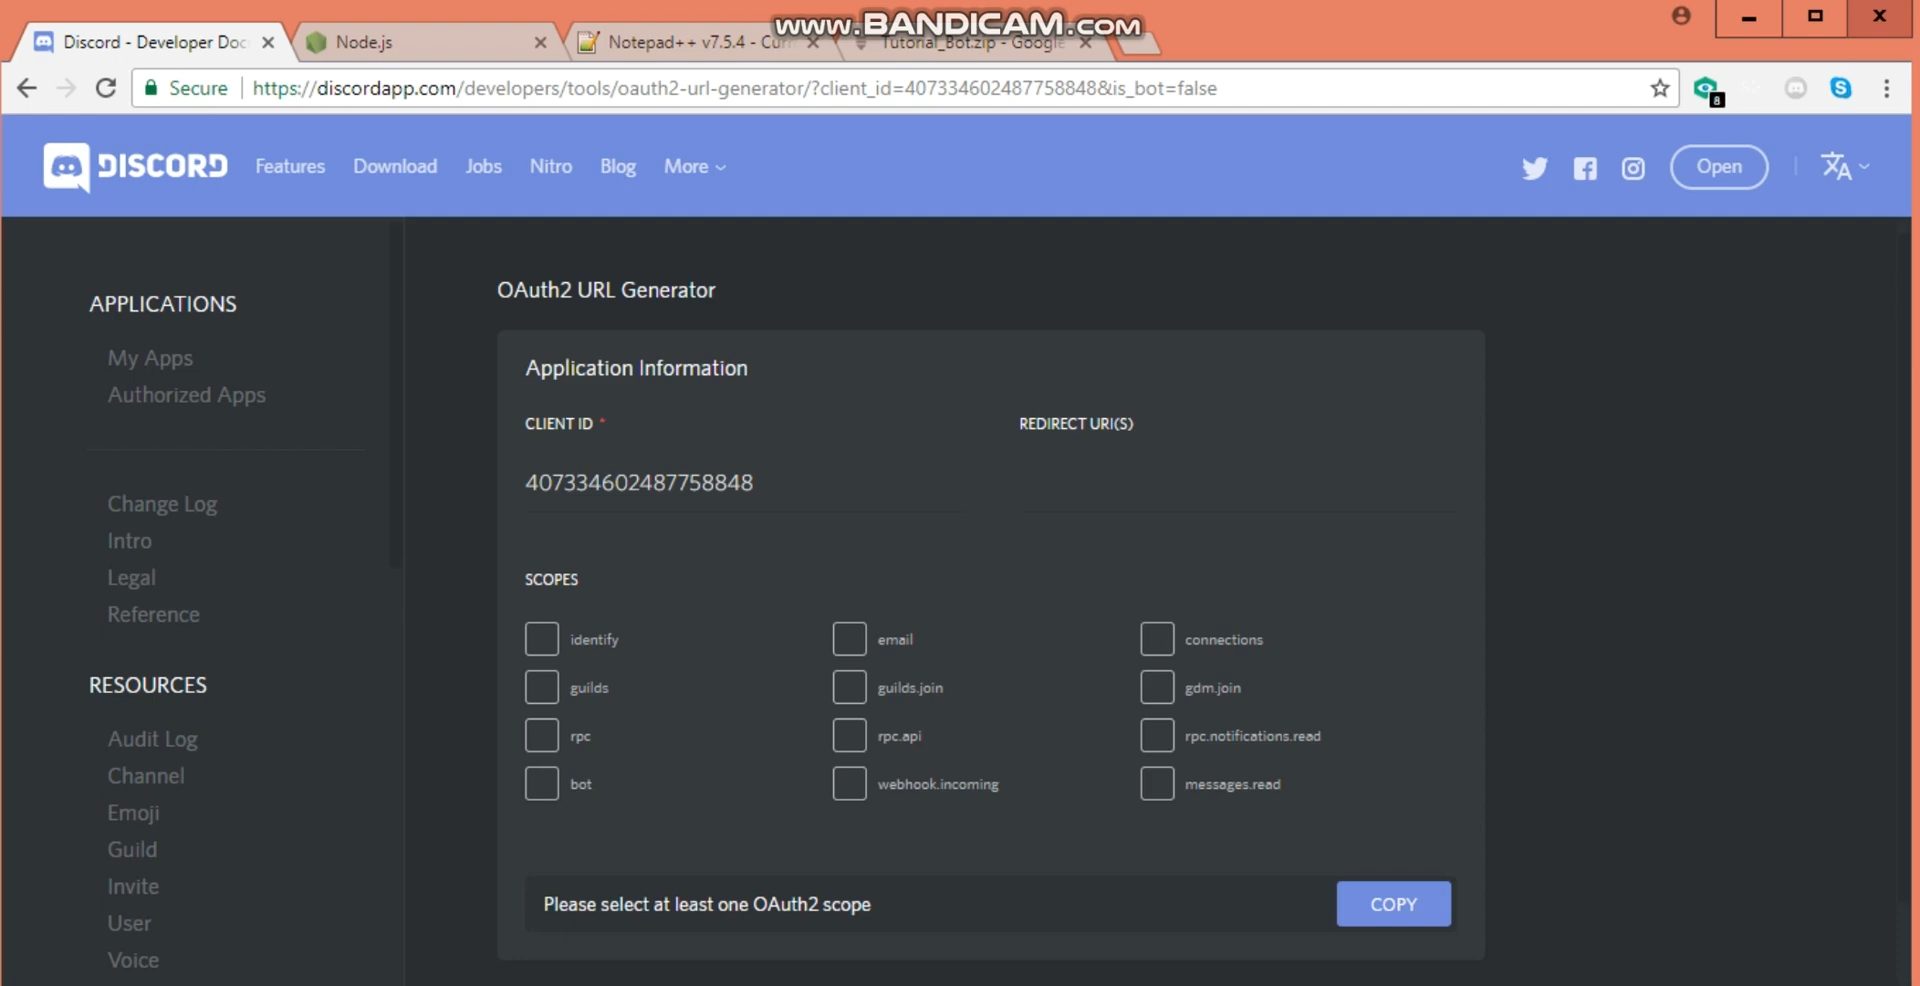 www.BANDICAM.com
Discord - Developer Doc
Node.js
Notepad++ v7.5.4 - Curr
Tutorial_Bot.zip - Google
Secure
https://discordapp.com/developers/tools/oauth2-url-generator/?client_id=407334602487758848&is_bot=false
8
DISCORD
Features
Download
Jobs
Nitro
Blog
More
Open
APPLICATIONS
My Apps
Authorized Apps
Change Log
Intro
Legal
Reference
RESOURCES
Audit Log
Channel
Emoji
Guild
Invite
User
Voice
OAuth2 URL Generator
Application Information
CLIENT ID *
REDIRECT URI(S)
407334602487758848
SCOPES
identify
email
connections
guilds
guilds.join
gdm.join
rpc
rpc.api
rpc.notifications.read
bot
webhook.incoming
messages.read
Please select at least one OAuth2 scope
COPY